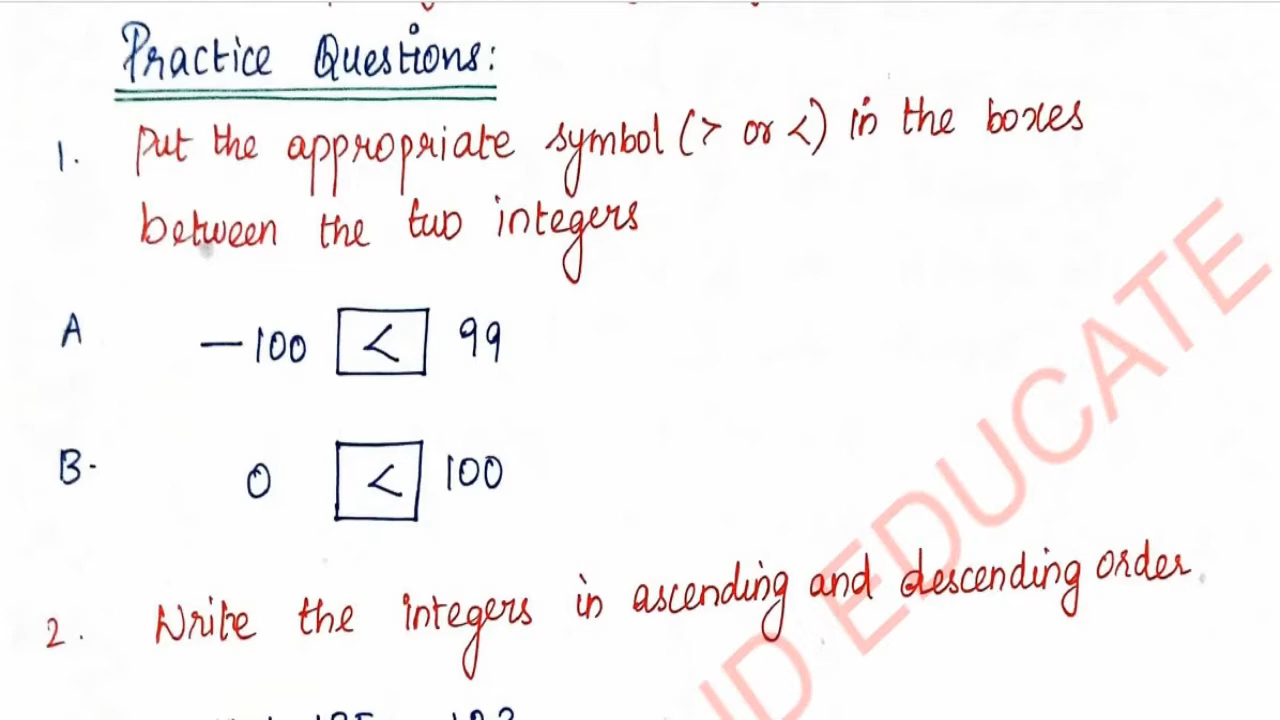 Practice Questions:
1. Put the appropriate symbol (> or <) in the boxes
between the two integers
A -100 < 99
B. 0 < 100
2. Write the integers in ascending and descending order.
ID EDUCATE